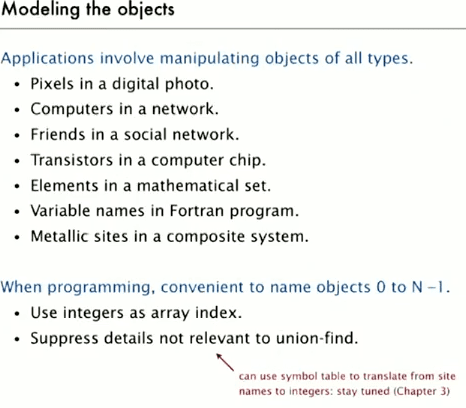 Modeling the objects
Applications involve manipulating objects of all types.
• Pixels in a digital photo.
• Computers in a network.
• Friends in a social network.
• Transistors in a computer chip.
• Elements in a mathematical set.
• Variable names in Fortran program.
• Metallic sites in a composite system.
When programming, convenient to name objects 0 to N –1.
• Use integers as array index.
• Suppress details not relevant to union-find.
can use symbol table to translate from site
names to integers: stay tuned (Chapter 3)